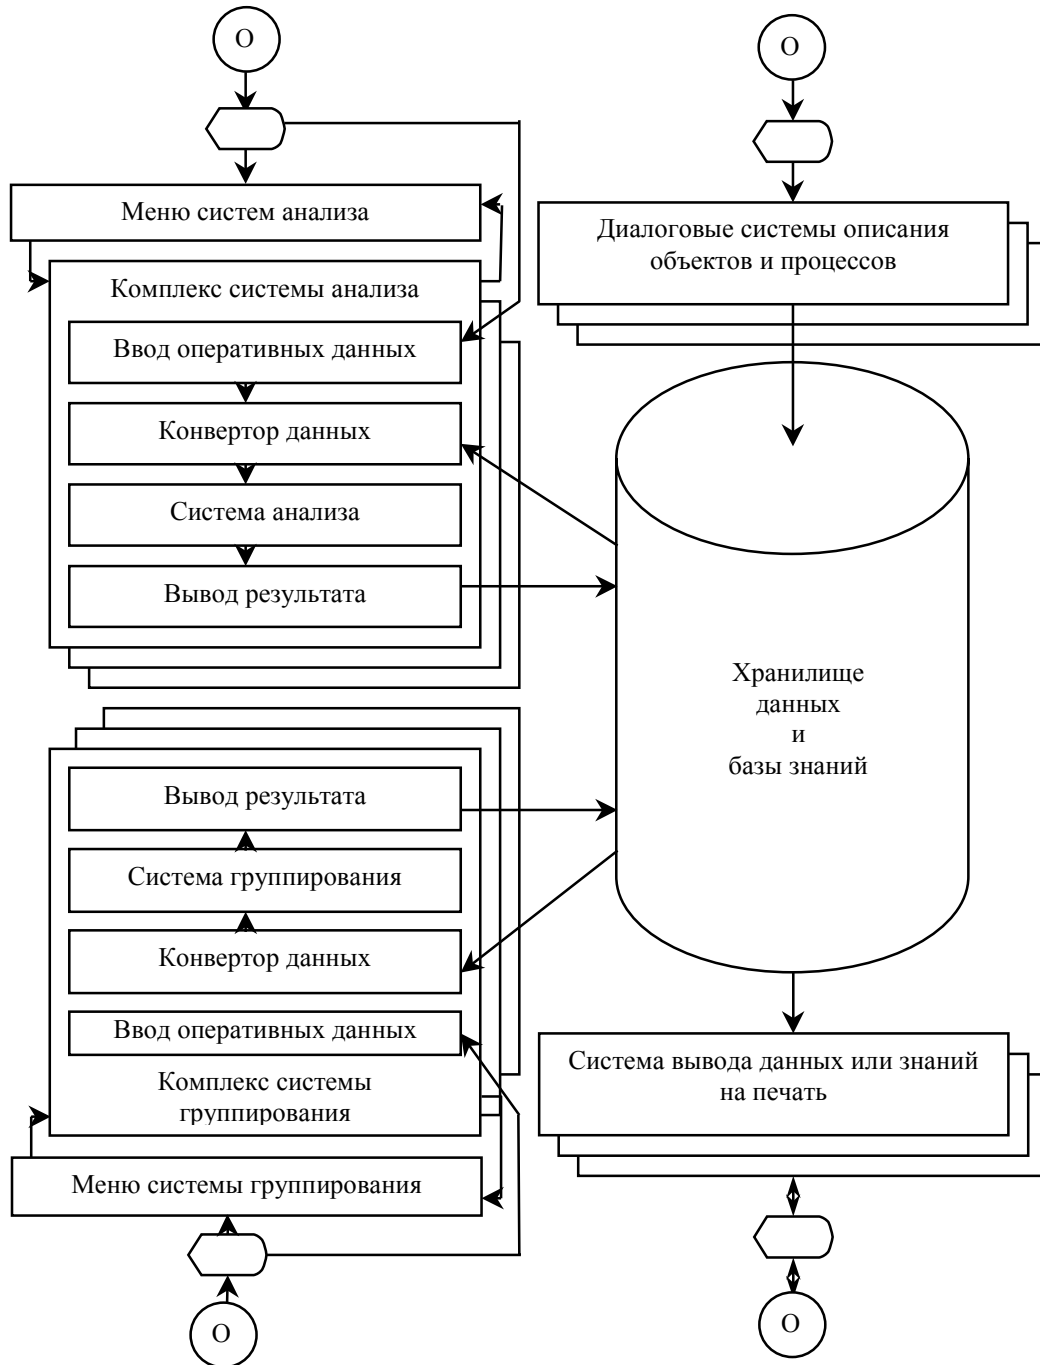 О
О
Меню систем анализа
Диалоговые системы описания
объектов и процессов
Комплекс системы анализа
Ввод оперативных данных
Конвертор данных
Система анализа
Вывод результата
Хранилище
данных
и
базы знаний
Вывод результата
Система группирования
Конвертор данных
Ввод оперативных данных
Комплекс системы
группирования
Система вывода данных или знаний
на печать
Меню системы группирования
О
О